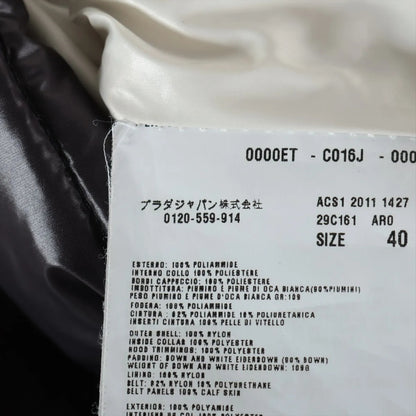 0000ET - C016J - 000
プラダジャパン株式会社
0120-559-914
ACS1 2011 1427
29C161 ARO
SIZE 40
ESTERNO: 100% POLIAMMIDE
INTERNO COLLO 100% POLIESTERE
BORDI CAPPUCCIO: 100% POLIESTERE
IMBOTTITURA: PIUMINO E PIUME DI OCA BIANCA(90%PIUMINI)
PESO PIUMINO E PIUME D'OCA BIANCA GR:109
FODERA: 100% POLIAMMIDE
CINTURA: 82% POLIAMMIDE 18% POLIURETANICA
INSERTI CINTURA 100% PELLE DI VITELLO
OUTER SHELL: 100% NYLON
INSIDE COLLAR 100% POLYESTER
HOOD TRIMMINGS: 100% POLYESTER
PADDING: DOWN AND WHITE EIDERDOWN (90% DOWN)
WEIGHT OF DOWN AND WHITE EIDERDOWN: 109G
LINING: 100% NYLON
BELT: 82% NYLON 18% POLYURETHANE
BELT PANELS 100% CALF SKIN
EXTERIOR: 100% POLYAMIDE